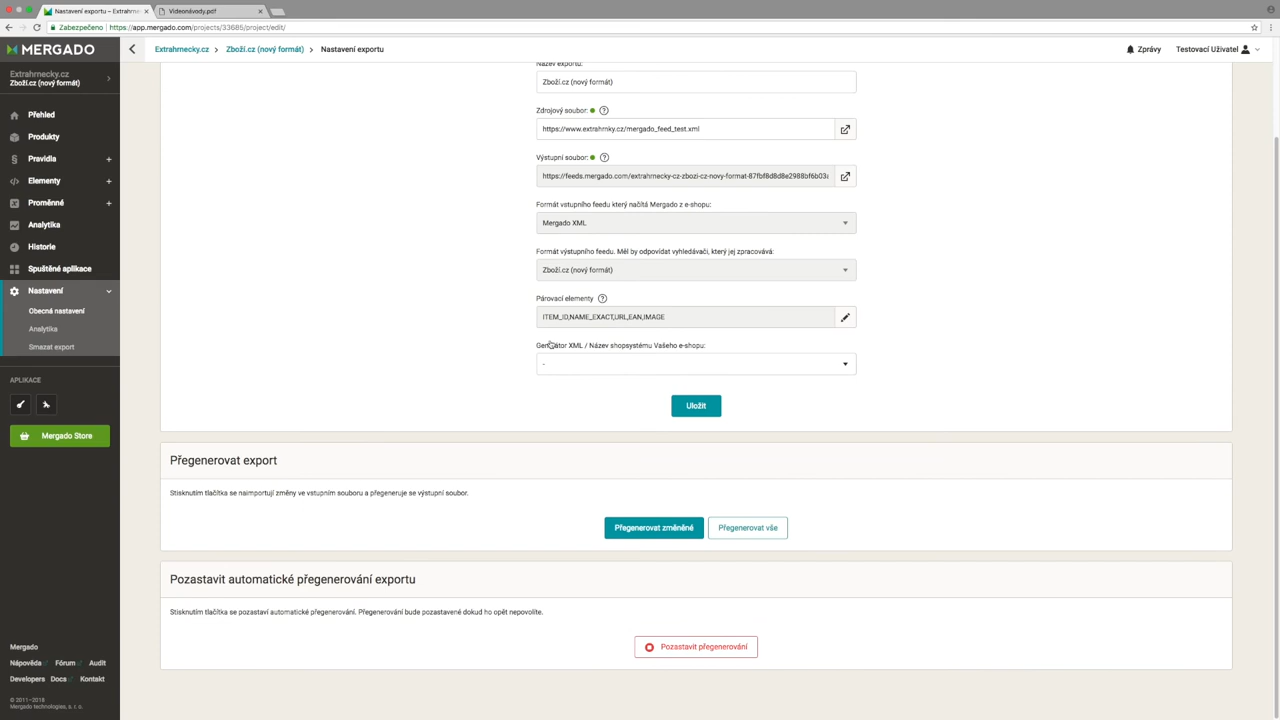 Nastavení exportu – Extrahrne
Videonávody.pdf
Zabezpečeno
https://app.mergado.com/projects/33685/project/edit/
MERGADO
Extrahrnecky.cz
Zboží.cz (nový formát)
Nastavení exportu
Zprávy
Testovací Uživatel
Extrahrnecky.cz
Zboží.cz (nový formát)
Přehled
Produkty
Pravidla
Elementy
Proměnné
Analytika
Historie
Spuštěné aplikace
Nastavení
Obecná nastavení
Analytika
Smazat export
APLIKACE
Mergado Store
Název exportu:
Zboží.cz (nový formát)
Zdrojový soubor:
https://www.extrahrnky.cz/mergado_feed_test.xml
Výstupní soubor:
https://feeds.mergado.com/extrahrnecky-cz-zbozi-cz-novy-format-87fbf8d8d8e2988bf6b03
Formát vstupního feedu který načítá Mergado z e-shopu:
Mergado XML
Formát výstupního feedu. Měl by odpovídat vyhledávači, který jej zpracovává:
Zboží.cz (nový formát)
Párovací elementy
ITEM_ID,NAME_EXACT,URL,EAN,IMAGE
Generátor XML / Název shopsystému Vašeho e-shopu:
-
Uložit
Přegenerovat export
Stisknutím tlačítka se naimportují změny ve vstupním souboru a přegeneruje se výstupní soubor.
Přegenerovat změněné
Přegenerovat vše
Pozastavit automatické přegenerování exportu
Stisknutím tlačítka se pozastaví automatické přegenerování. Přegenerování bude pozastavené dokud ho opět nepovolíte.
Pozastavit přegenerování
Mergado
Nápověda Fórum Audit
Developers Docs Kontakt
© 2011–2018
Mergado technologies, s. r. o.